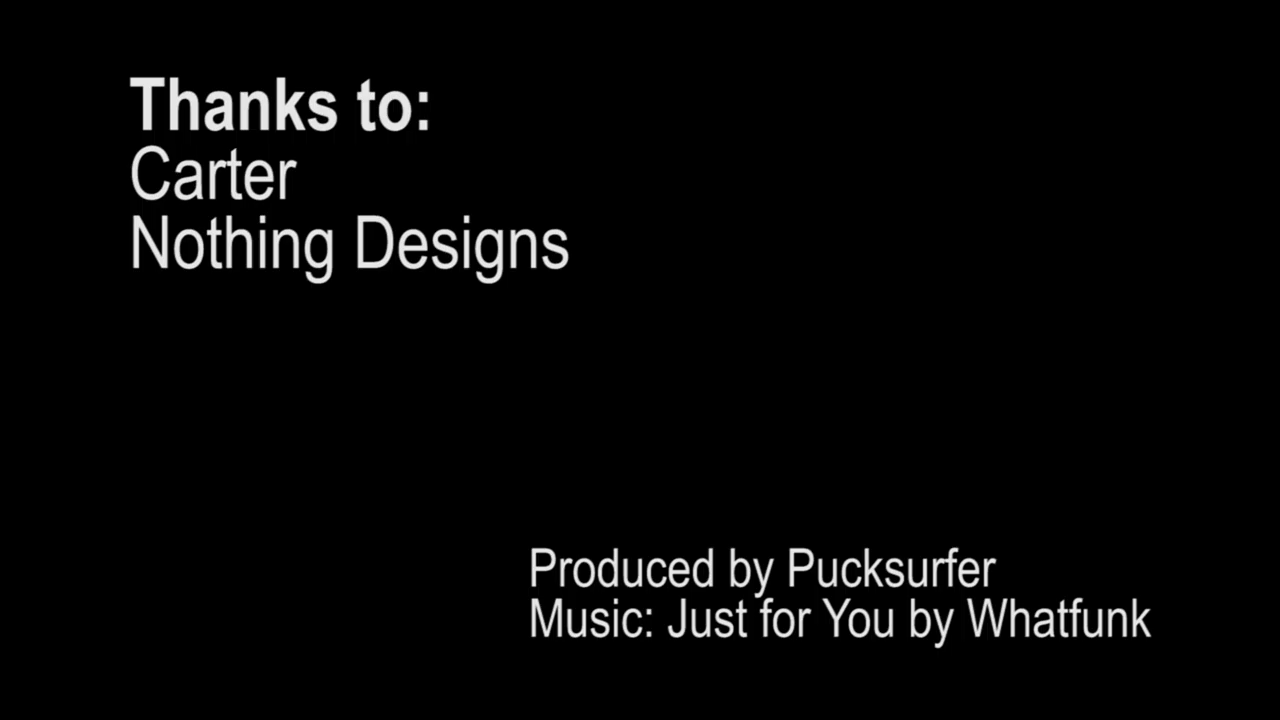 Thanks to:
Carter
Nothing Designs
Produced by Pucksurfer
Music: Just for You by Whatfunk